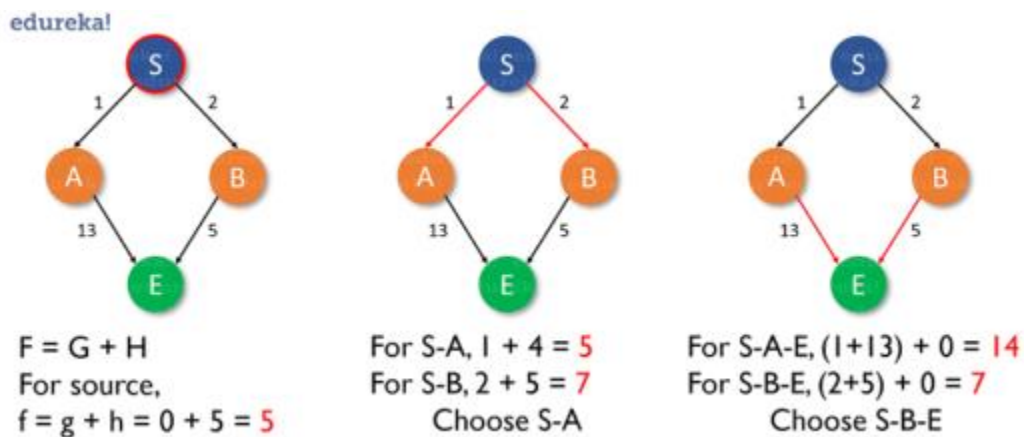 edureka!
S
1
2
A
B
13
5
E
F = G + H
For source,
f = g + h = 0 + 5 = 5
S
1
2
A
B
13
5
E
For S-A, 1 + 4 = 5
For S-B, 2 + 5 = 7
Choose S-A
S
1
2
A
B
13
5
E
For S-A-E, (1+13) + 0 = 14
For S-B-E, (2+5) + 0 = 7
Choose S-B-E